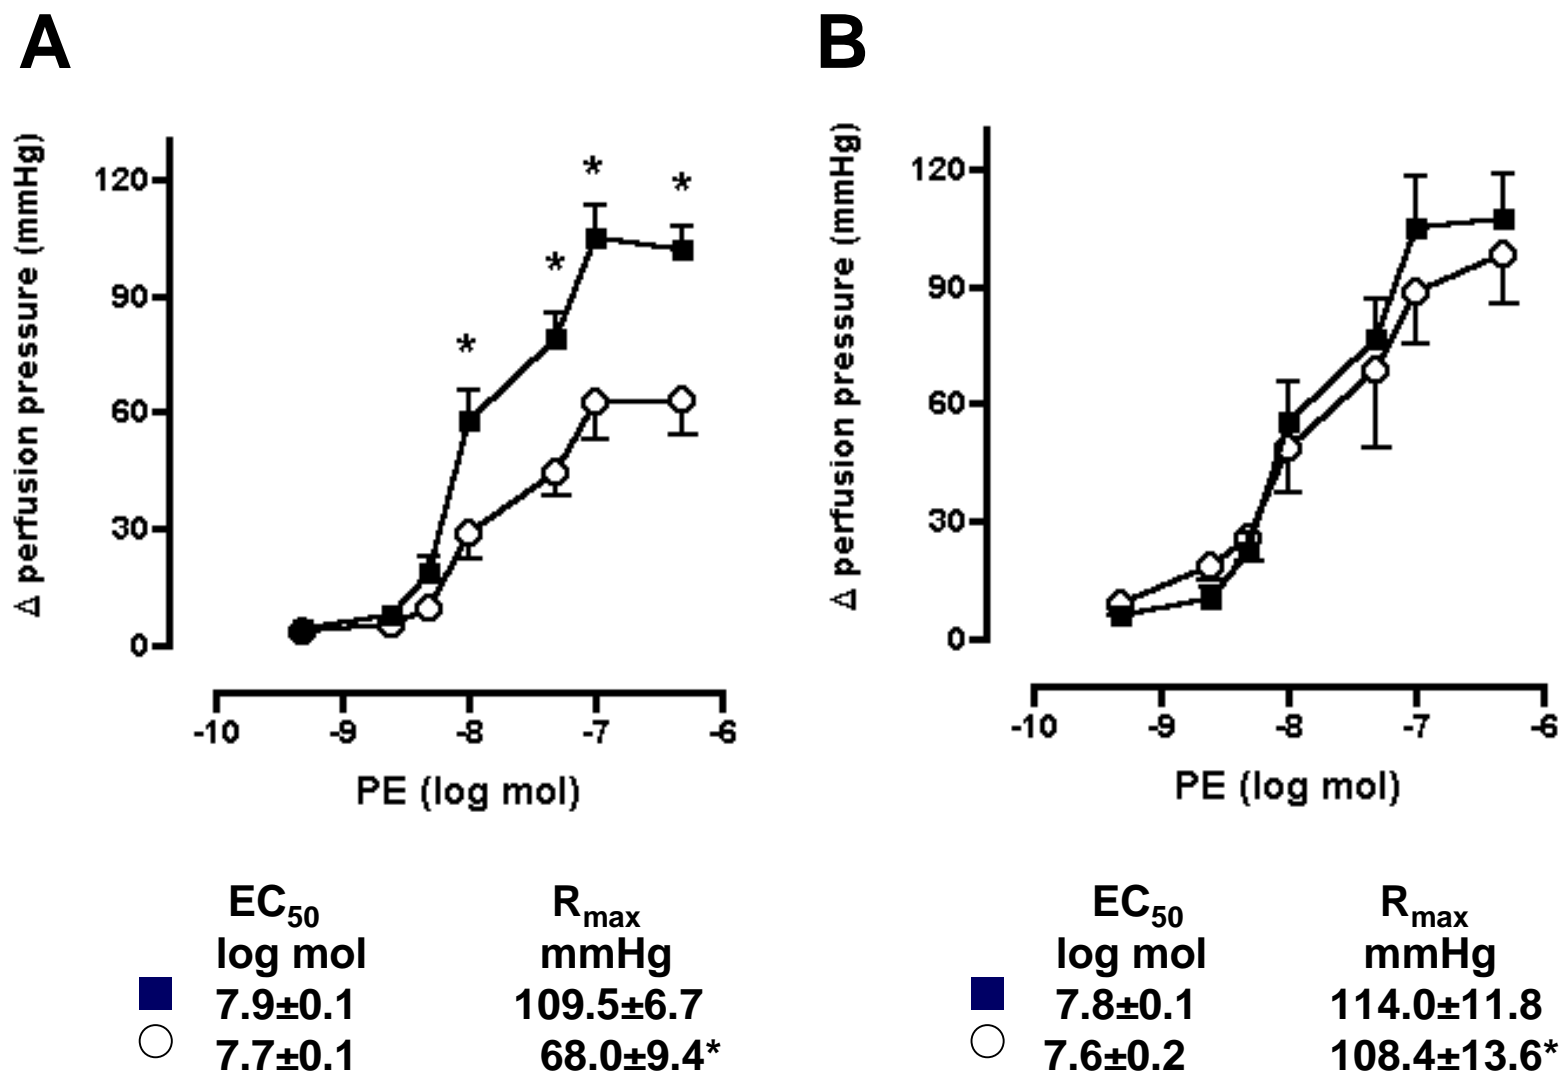 A
Δ perfusion pressure (mmHg)
120
90
60
30
0
*
*
*
*
-10 -9 -8 -7 -6
PE (log mol)
EC50 Rmax
log mol mmHg
7.9±0.1 109.5±6.7
7.7±0.1 68.0±9.4*
B
Δ perfusion pressure (mmHg)
120
90
60
30
0
-10 -9 -8 -7 -6
PE (log mol)
EC50 Rmax
log mol mmHg
7.8±0.1 114.0±11.8
7.6±0.2 108.4±13.6*